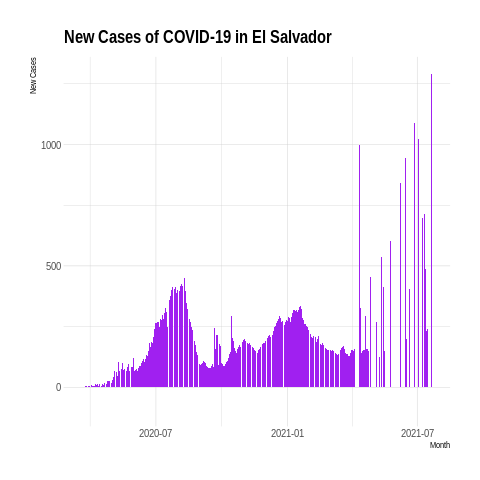 New Cases of COVID-19 in El Salvador
New Cases
1000
500
0
2020-07
2021-01
2021-07
Month